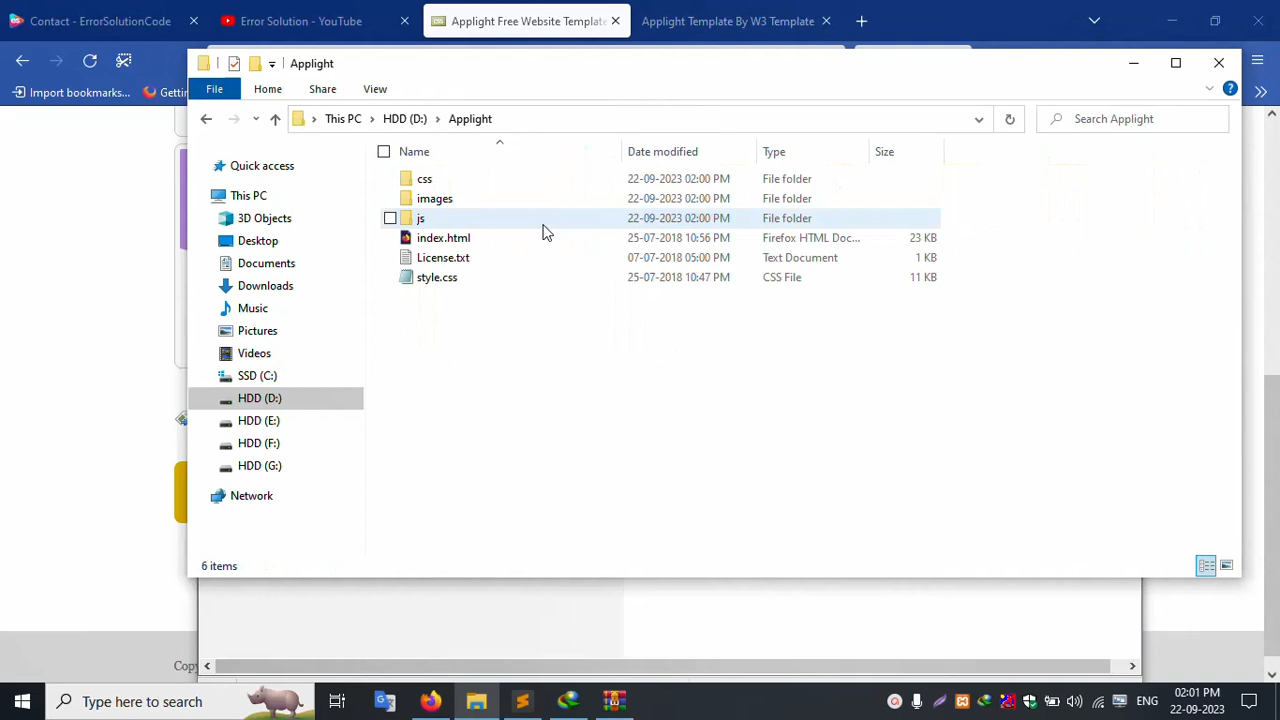 Contact - ErrorSolutionCode
Error Solution - YouTube
Applight Free Website Template
Applight Template By W3 Template
Import bookmarks...
Applight
File
Home
Share
View
This PC
HDD (D:)
Applight
Search Applight
Name
Date modified
Type
Size
Quick access
This PC
3D Objects
Desktop
Documents
Downloads
Music
Pictures
Videos
SSD (C:)
HDD (D:)
HDD (E:)
HDD (F:)
HDD (G:)
Network
css 22-09-2023 02:00 PM File folder
images 22-09-2023 02:00 PM File folder
js 22-09-2023 02:00 PM File folder
index.html 25-07-2018 10:56 PM Firefox HTML Doc... 23 KB
License.txt 07-07-2018 05:00 PM Text Document 1 KB
style.css 25-07-2018 10:47 PM CSS File 11 KB
6 items
Type here to search
ENG
02:01 PM
22-09-2023